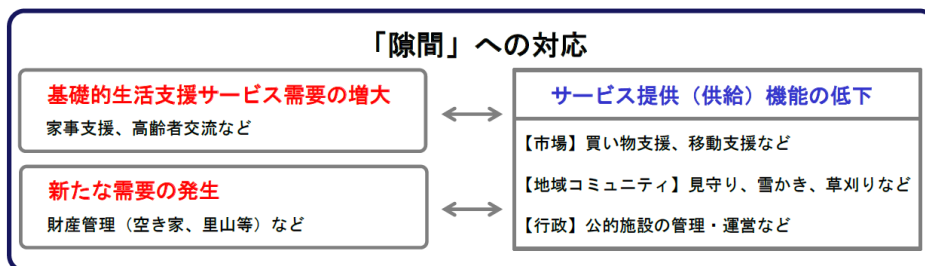 「隙間」への対応
基礎的生活支援サービス需要の増大
家事支援、高齢者交流など
新たな需要の発生
財産管理（空き家、里山等）など
サービス提供（供給）機能の低下
【市場】買い物支援、移動支援など
【地域コミュニティ】見守り、雪かき、草刈りなど
【行政】公的施設の管理・運営など